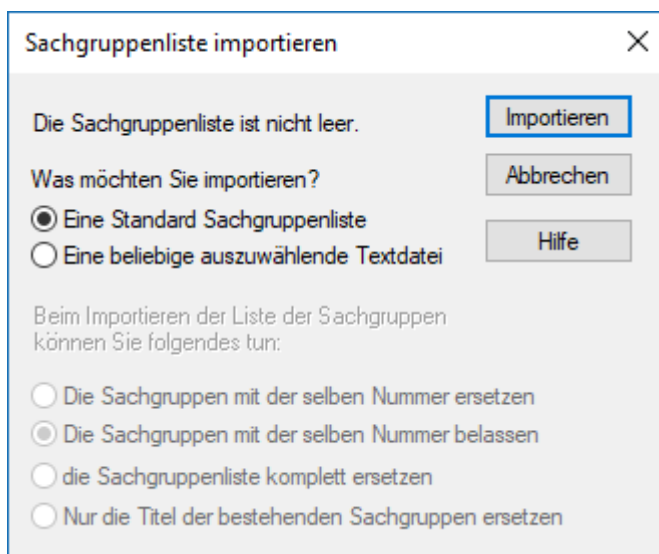 Sachgruppenliste importieren
Die Sachgruppenliste ist nicht leer.
Importieren
Was möchten Sie importieren?
Abbrechen
Eine Standard Sachgruppenliste
Eine beliebige auszuwählende Textdatei
Hilfe
Beim Importieren der Liste der Sachgruppen
können Sie folgendes tun:
Die Sachgruppen mit der selben Nummer ersetzen
Die Sachgruppen mit der selben Nummer belassen
die Sachgruppenliste komplett ersetzen
Nur die Titel der bestehenden Sachgruppen ersetzen